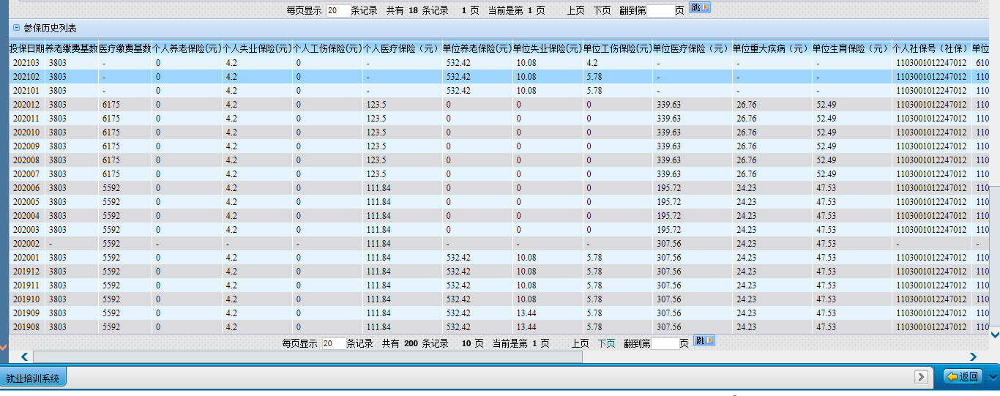 每页显示 20 条记录 共有 18 条记录 1 页 当前是第 1 页 上页 下页 翻到第 页 跳
参保历史列表
投保日期 养老缴费基数 医疗缴费基数 个人养老保险(元) 个人失业保险(元) 个人工伤保险(元) 个人医疗保险（元） 单位养老保险(元) 单位失业保险(元) 单位工伤保险(元) 单位医疗保险（元） 单位重大疾病（元） 单位生育保险（元） 个人社保号（社保） 单位
202103 3803 - 0 4.2 0 - 532.42 10.08 4.2 - - - 1103001012247012 610
202102 3803 - 0 4.2 0 - 532.42 10.08 5.78 - - - 1103001012247012 110
202101 3803 - 0 4.2 0 - 532.42 10.08 5.78 - - - 1103001012247012 110
202012 3803 6175 0 4.2 0 123.5 0 0 0 339.63 26.76 52.49 1103001012247012 110
202011 3803 6175 0 4.2 0 123.5 0 0 0 339.63 26.76 52.49 1103001012247012 110
202010 3803 6175 0 4.2 0 123.5 0 0 0 339.63 26.76 52.49 1103001012247012 110
202009 3803 6175 0 4.2 0 123.5 0 0 0 339.63 26.76 52.49 1103001012247012 110
202008 3803 6175 0 4.2 0 123.5 0 0 0 339.63 26.76 52.49 1103001012247012 110
202007 3803 6175 0 4.2 0 123.5 0 0 0 339.63 26.76 52.49 1103001012247012 110
202006 3803 5592 0 4.2 0 111.84 0 0 0 195.72 24.23 47.53 1103001012247012 110
202005 3803 5592 0 4.2 0 111.84 0 0 0 195.72 24.23 47.53 1103001012247012 110
202004 3803 5592 0 4.2 0 111.84 0 0 0 195.72 24.23 47.53 1103001012247012 110
202003 3803 5592 0 4.2 0 111.84 0 0 0 195.72 24.23 47.53 1103001012247012 110
202002 - 5592 - - - 111.84 - - - 307.56 24.23 47.53 - -
202001 3803 5592 0 4.2 0 111.84 532.42 10.08 5.78 307.56 24.23 47.53 1103001012247012 110
201912 3803 5592 0 4.2 0 111.84 532.42 10.08 5.78 307.56 24.23 47.53 1103001012247012 110
201911 3803 5592 0 4.2 0 111.84 532.42 10.08 5.78 307.56 24.23 47.53 1103001012247012 110
201910 3803 5592 0 4.2 0 111.84 532.42 10.08 5.78 307.56 24.23 47.53 1103001012247012 110
201909 3803 5592 0 4.2 0 111.84 532.42 13.44 5.78 307.56 24.23 47.53 1103001012247012 110
201908 3803 5592 0 4.2 0 111.84 532.42 13.44 5.78 307.56 24.23 47.53 1103001012247012 110
每页显示 20 条记录 共有 200 条记录 10 页 当前是第 1 页 上页 下页 翻到第 页 跳
就业培训系统 返回